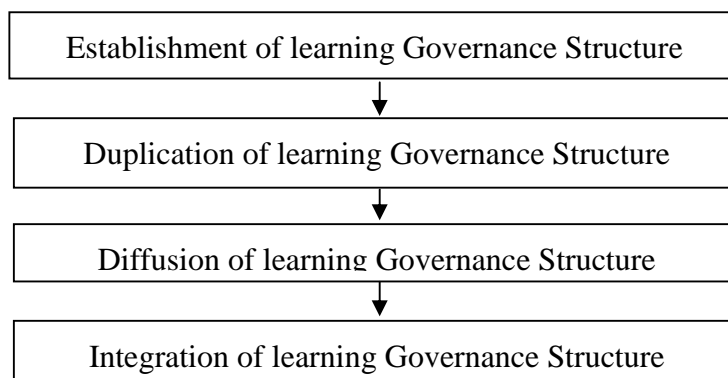 Establishment of learning Governance Structure
Duplication of learning Governance Structure
Diffusion of learning Governance Structure
Integration of learning Governance Structure